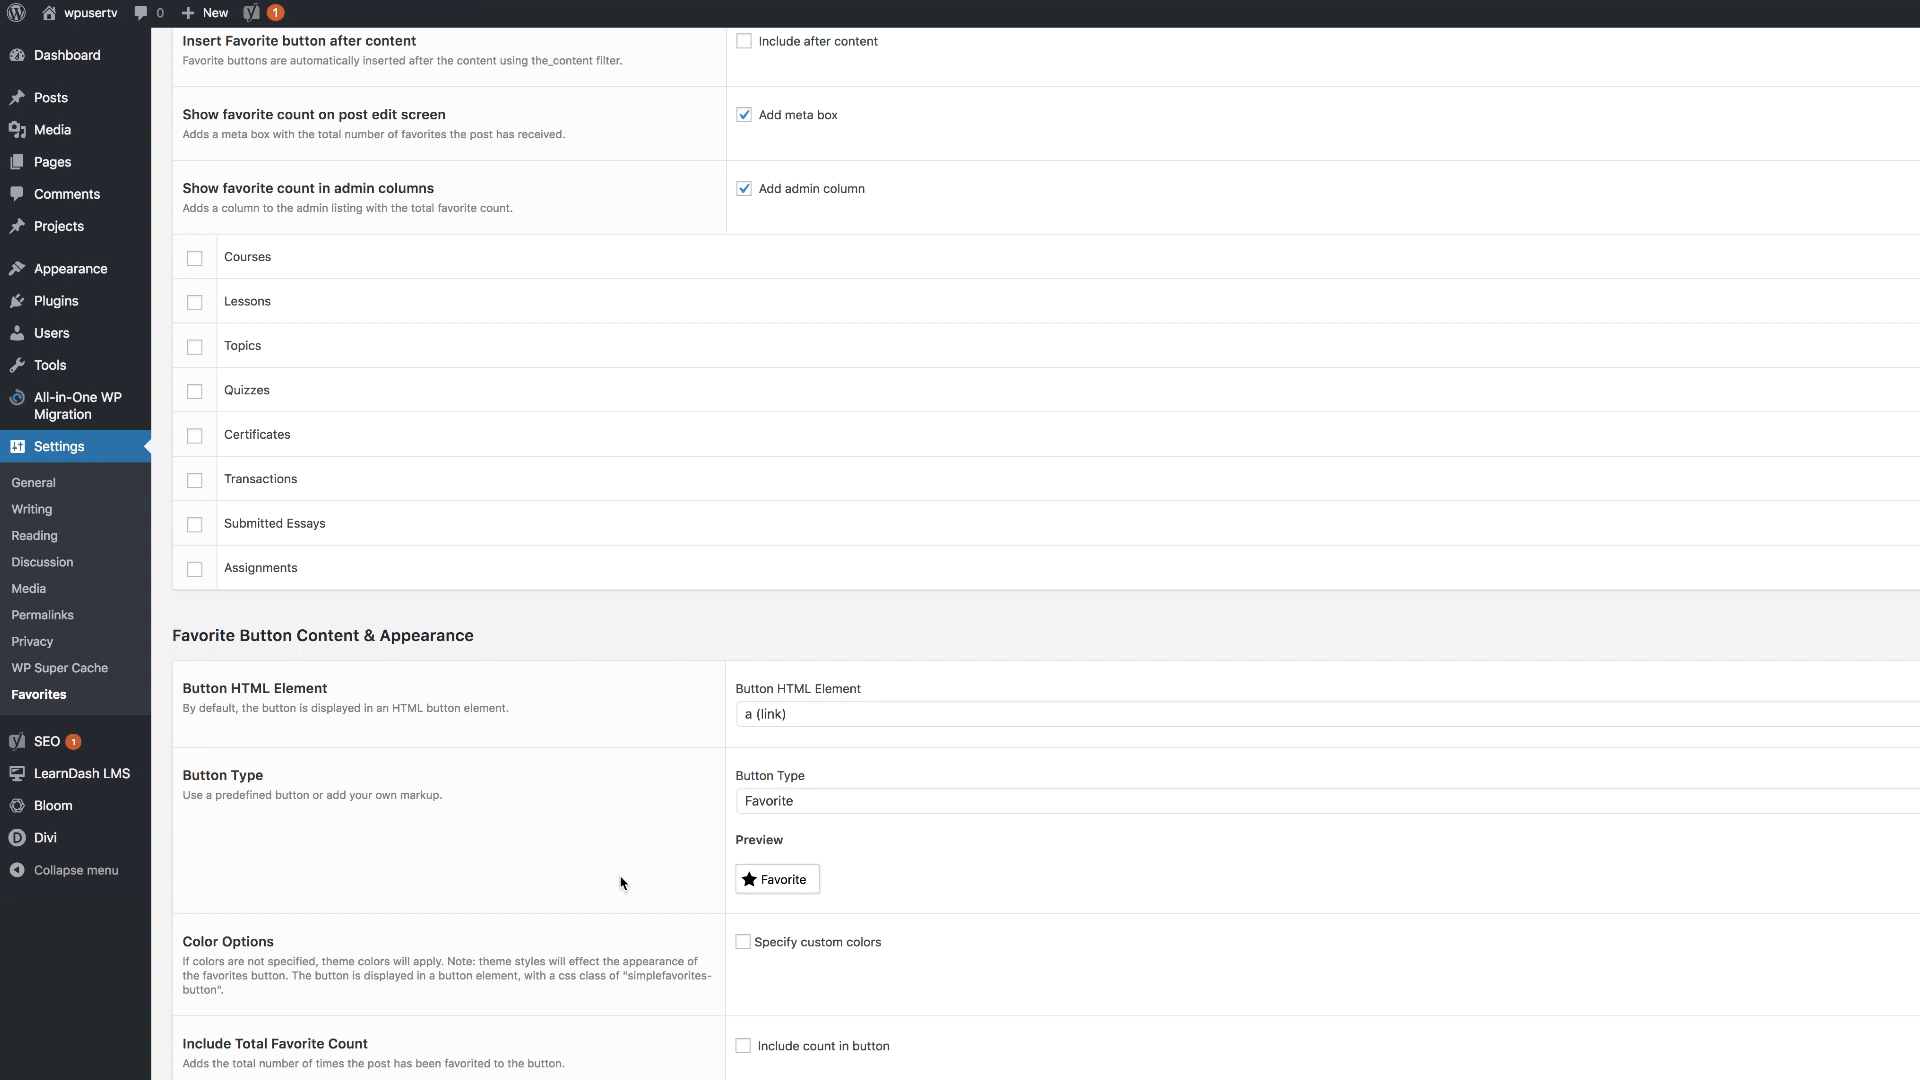 wpusertv 0 New 1
Dashboard
Posts
Media
Pages
Comments
Projects
Appearance
Plugins
Users
Tools
All-in-One WP
Migration
Settings
General
Writing
Reading
Discussion
Media
Permalinks
Privacy
WP Super Cache
Favorites
SEO 1
LearnDash LMS
Bloom
Divi
Collapse menu
Insert Favorite button after content
Favorite buttons are automatically inserted after the content using the_content filter.
Include after content
Show favorite count on post edit screen
Adds a meta box with the total number of favorites the post has received.
Add meta box
Show favorite count in admin columns
Adds a column to the admin listing with the total favorite count.
Add admin column
Courses
Lessons
Topics
Quizzes
Certificates
Transactions
Submitted Essays
Assignments
Favorite Button Content & Appearance
Button HTML Element
By default, the button is displayed in an HTML button element.
Button HTML Element
a (link)
Button Type
Use a predefined button or add your own markup.
Button Type
Favorite
Preview
Favorite
Color Options
If colors are not specified, theme colors will apply. Note: theme styles will effect the appearance of
the favorites button. The button is displayed in a button element, with a css class of "simplefavorites-
button".
Specify custom colors
Include Total Favorite Count
Adds the total number of times the post has been favorited to the button.
Include count in button